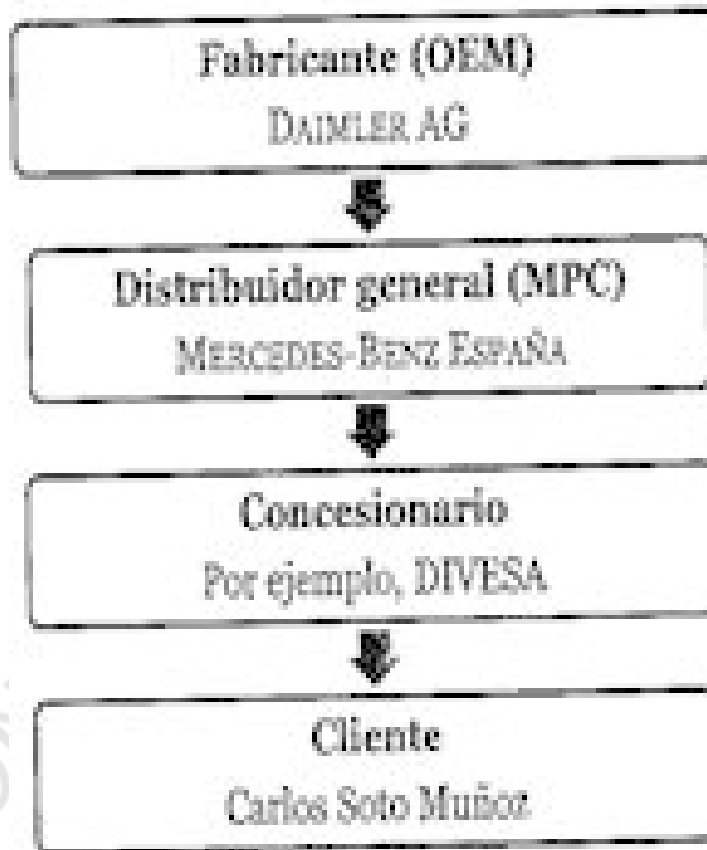 Fabricante (OEM)
DAIMLER AG
Distribuidor general (MPC)
MERCEDES-BENZ ESPAÑA
Concesionario
Por ejemplo, DIVESA
Cliente
Carlos Soto Muñoz